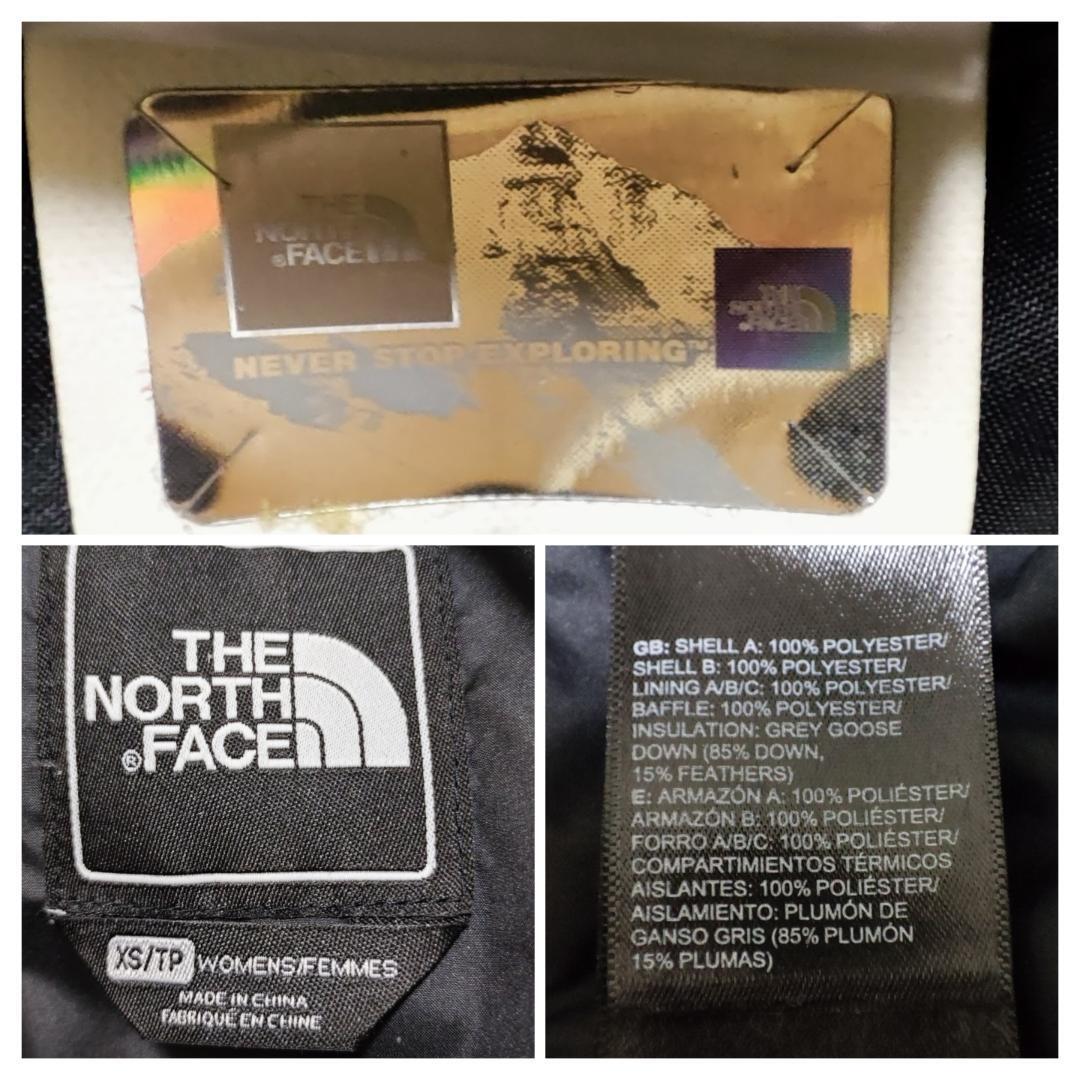 THE
NORTH
®FACE
NEVER STOP EXPLORING™
THE
NORTH
FACE
THE
NORTH
®FACE
XS/TP WOMENS/FEMMES
MADE IN CHINA
FABRIQUÉ EN CHINE
GB: SHELL A: 100% POLYESTER/
SHELL B: 100% POLYESTER/
LINING A/B/C: 100% POLYESTER/
BAFFLE: 100% POLYESTER/
INSULATION: GREY GOOSE
DOWN (85% DOWN,
15% FEATHERS)
E: ARMAZÓN A: 100% POLIÉSTER/
ARMAZÓN B: 100% POLIÉSTER/
FORRO A/B/C: 100% POLIÉSTER/
COMPARTIMIENTOS TÉRMICOS
AISLANTES: 100% POLIÉSTER/
AISLAMIENTO: PLUMÓN DE
GANSO GRIS (85% PLUMÓN
15% PLUMAS)